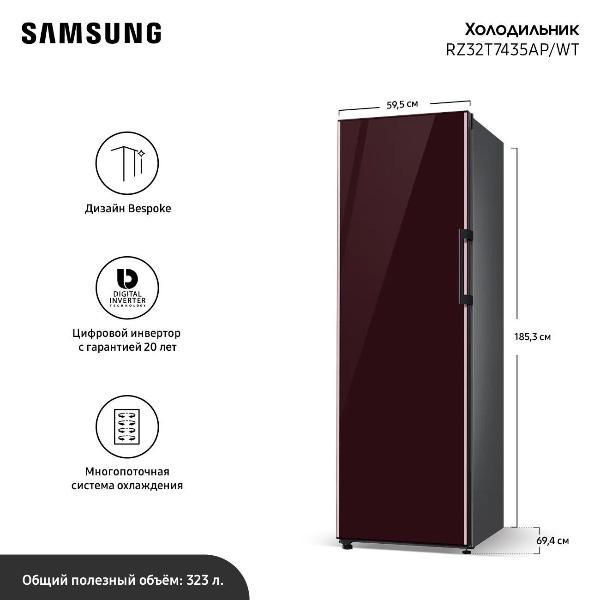 SAMSUNG
Холодильник
RZ32T7435AP/WT
59,5 см
Дизайн Bespoke
DIGITAL
INVERTER
TECHNOLOGY
Цифровой инвертор
с гарантией 20 лет
185,3 см
Многопоточная
система охлаждения
69,4 см
Общий полезный объём: 323 л.